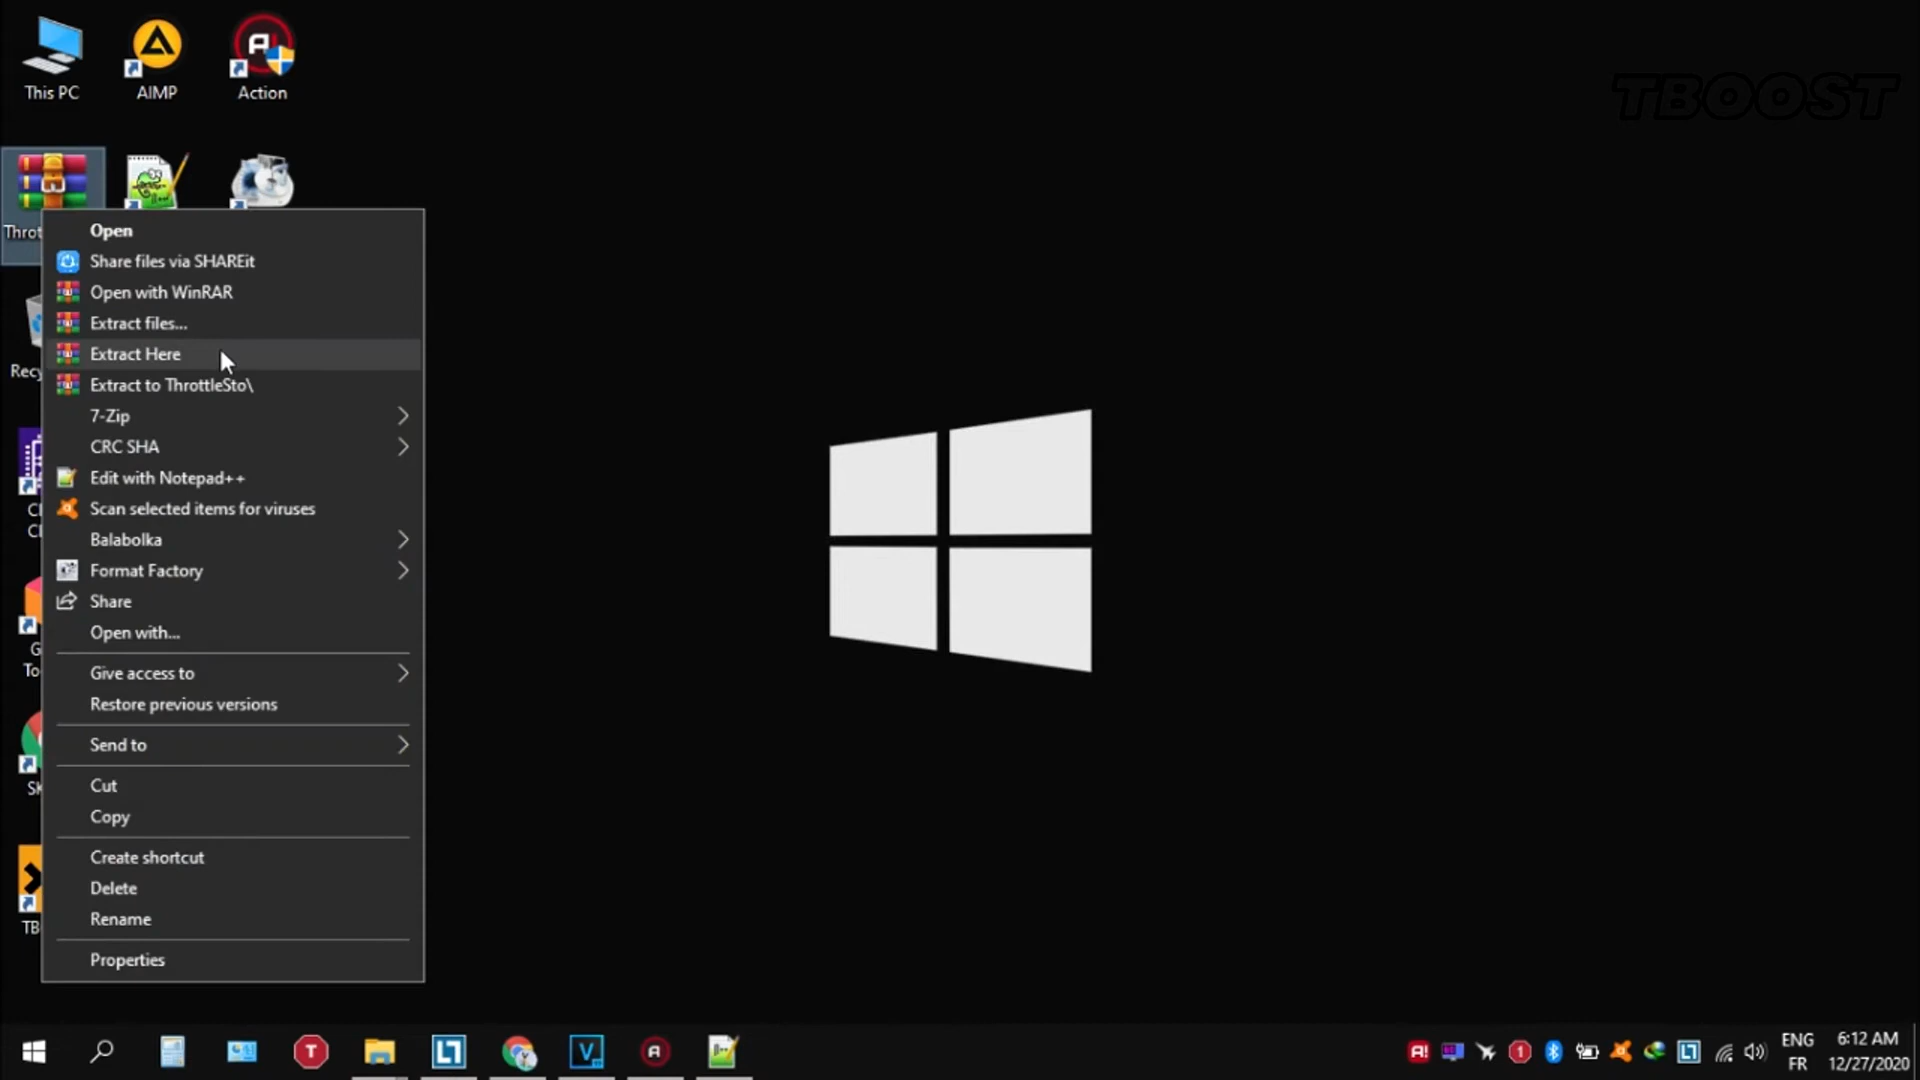 This PC
AIMP
Action
TBOOST
Open
Share files via SHAREit
Open with WinRAR
Extract files...
Extract Here
Extract to ThrottleSto\
7-Zip
CRC SHA
Edit with Notepad++
Scan selected items for viruses
Balabolka
Format Factory
Share
Open with...
Give access to
Restore previous versions
Send to
Cut
Copy
Create shortcut
Delete
Rename
Properties
ENG
FR
6:12 AM
12/27/2020